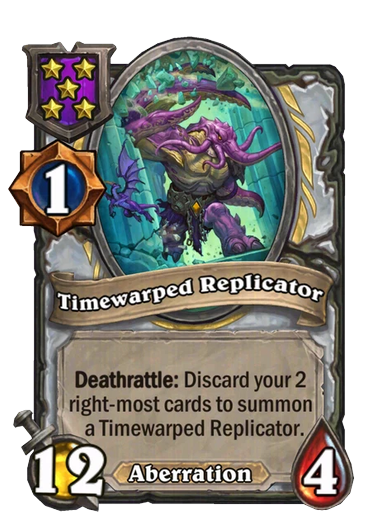 1
Timewarped Replicator
Deathrattle: Discard your 2
right-most cards to summon
a Timewarped Replicator.
12
Aberration
4